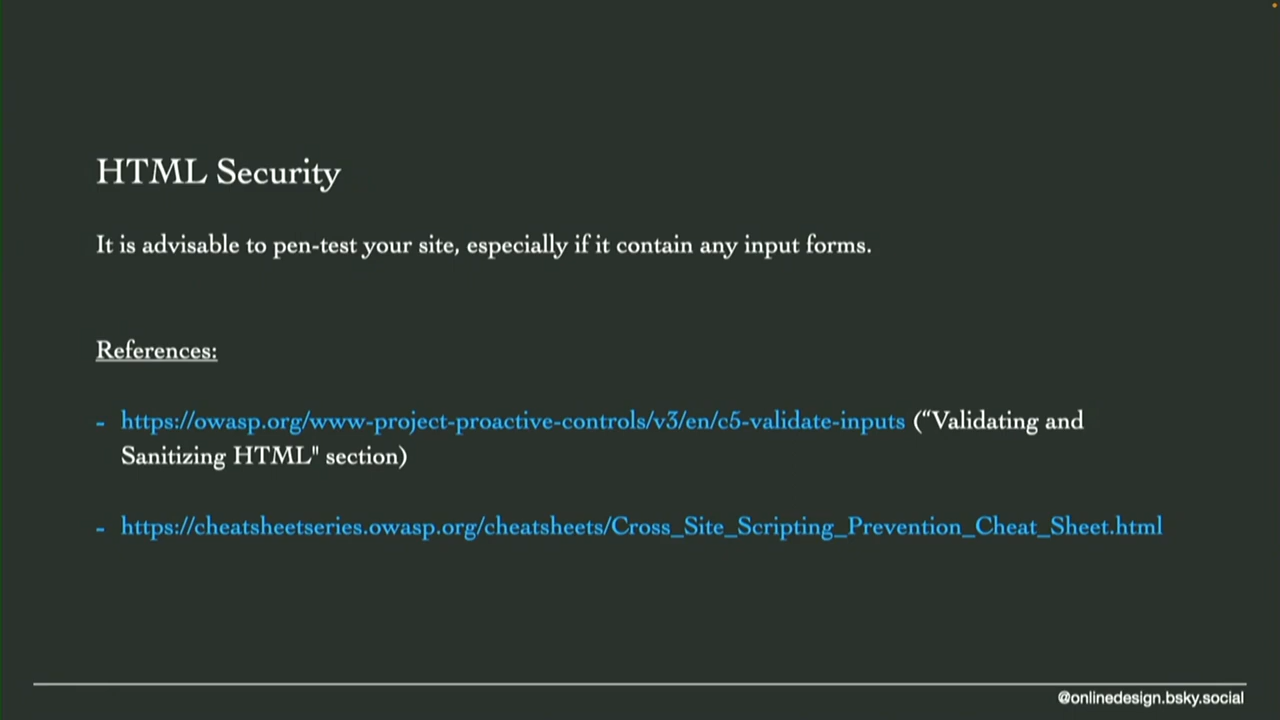 HTML Security
It is advisable to pen-test your site, especially if it contain any input forms.
References:
- https://owasp.org/www-project-proactive-controls/v3/en/c5-validate-inputs (“Validating and
Sanitizing HTML" section)
- https://cheatsheetseries.owasp.org/cheatsheets/Cross_Site_Scripting_Prevention_Cheat_Sheet.html
@onlinedesign.bsky.social